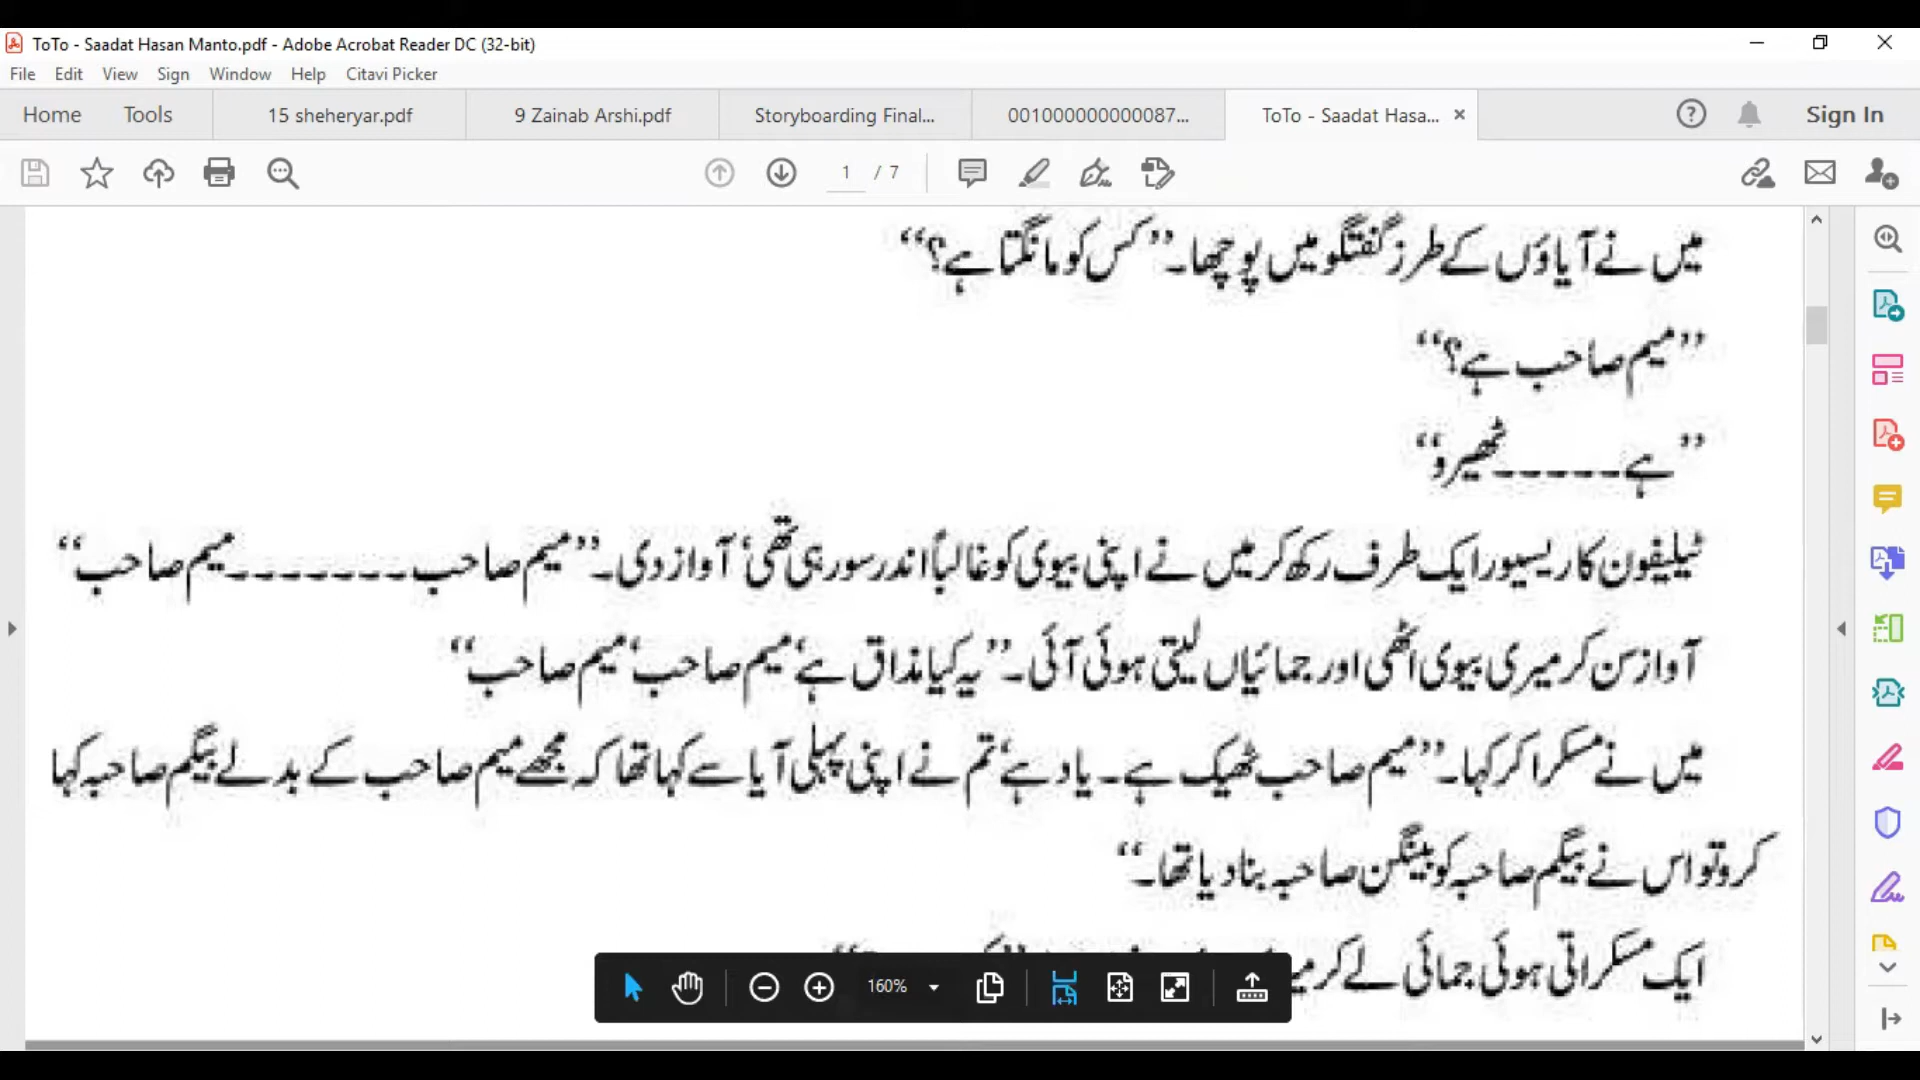 ToTo - Saadat Hasan Manto.pdf - Adobe Acrobat Reader DC (32-bit)
File Edit View Sign Window Help Citavi Picker
Home Tools 15 sheheryar.pdf 9 Zainab Arshi.pdf Storyboarding Final... 001000000000087... ToTo - Saadat Hasa... Sign In
1 / 7
میں نے آیاؤں کے طرز گفتگو میں پوچھا۔ ’’کس کو مانگتا ہے؟‘‘
’’میم صاحب ہے؟‘‘
’’ہے-----ٹھیرو‘‘
ٹیلیفون کا ریسیور ایک طرف رکھ کر میں نے اپنی بیوی کو غالباً اندر سو رہی تھی‘ آواز دی۔ ’’میم صاحب-------میم صاحب‘‘
آواز سن کر میری بیوی اٹھی اور جمائیاں لیتی ہوئی آئی۔ ’’یہ کیا مذاق ہے‘ میم صاحب‘ میم صاحب‘‘
میں نے مسکرا کر کہا۔ ’’میم صاحب ٹھیک ہے۔ یاد ہے‘ تم نے اپنی پہلی آیا سے کہا تھا کہ مجھے میم صاحب کے بدلے بیگم صاحبہ کہا
کرو تو اس نے بیگم صاحبہ کو بینگن صاحبہ بنا دیا تھا۔‘‘
ایک مسکراتی ہوئی جمائی لے کر
160%